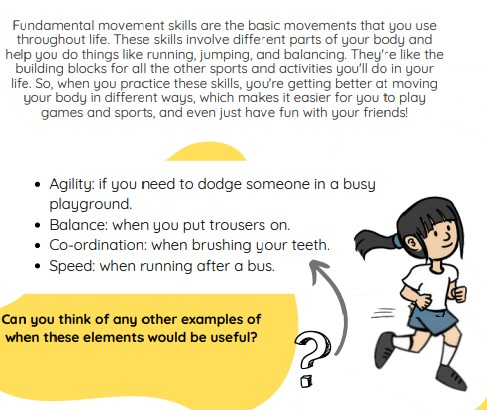 Fundamental movement skills are the basic movements that you use
throughout life. These skills involve different parts of your body and
help you do things like running, jumping, and balancing. They're like the
building blocks for all the other sports and activities you'll do in your
life. So, when you practice these skills, you're getting better at moving
your body in different ways, which makes it easier for you to play
games and sports, and even just have fun with your friends!
• Agility: if you need to dodge someone in a busy
playground.
• Balance: when you put trousers on.
• Co-ordination: when brushing your teeth.
• Speed: when running after a bus.
Can you think of any other examples of
when these elements would be useful?
?